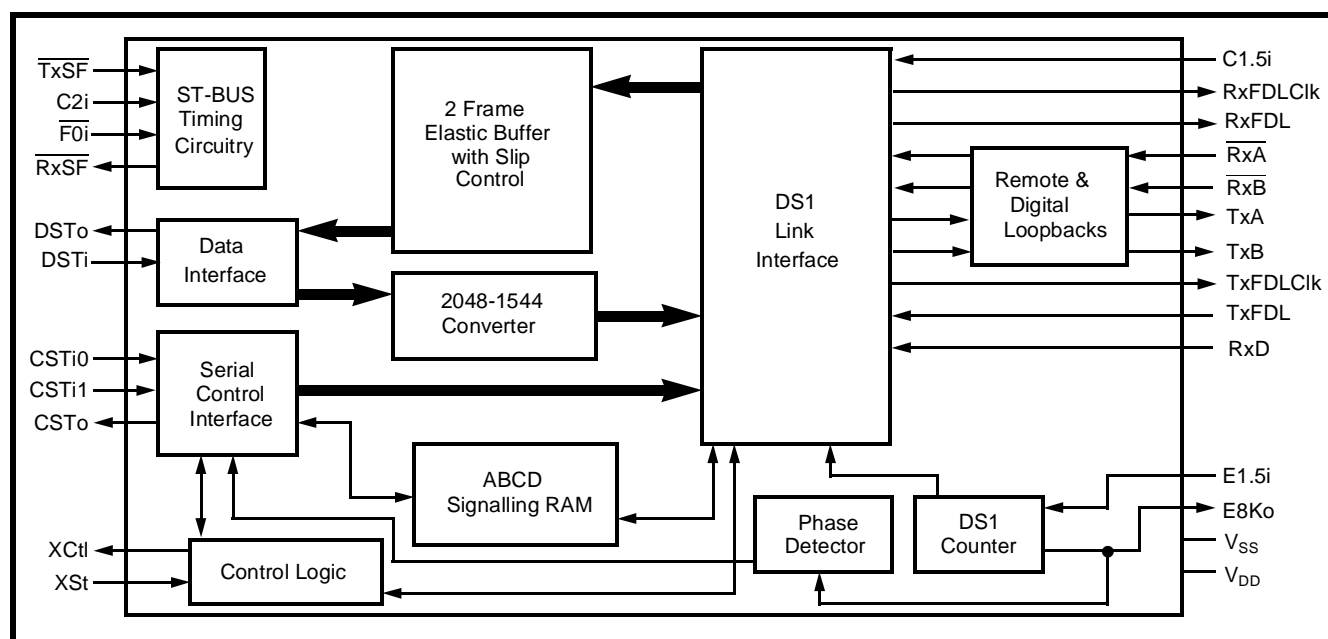 TxSF
C2i
F0i
RxSF
DSTo
DSTi
CSTi0
CSTi1
CSTo
XCtl
XSt
ST-BUS
Timing
Circuitry
2 Frame
Elastic Buffer
with Slip
Control
Data
Interface
2048-1544
Converter
Serial
Control
Interface
ABCD
Signalling RAM
Control Logic
DS1
Link
Interface
Remote &
Digital
Loopbacks
Phase
Detector
DS1
Counter
C1.5i
RxFDLClk
RxFDL
RxA
RxB
TxA
TxB
TxFDLClk
TxFDL
RxD
E1.5i
E8Ko
VSS
VDD